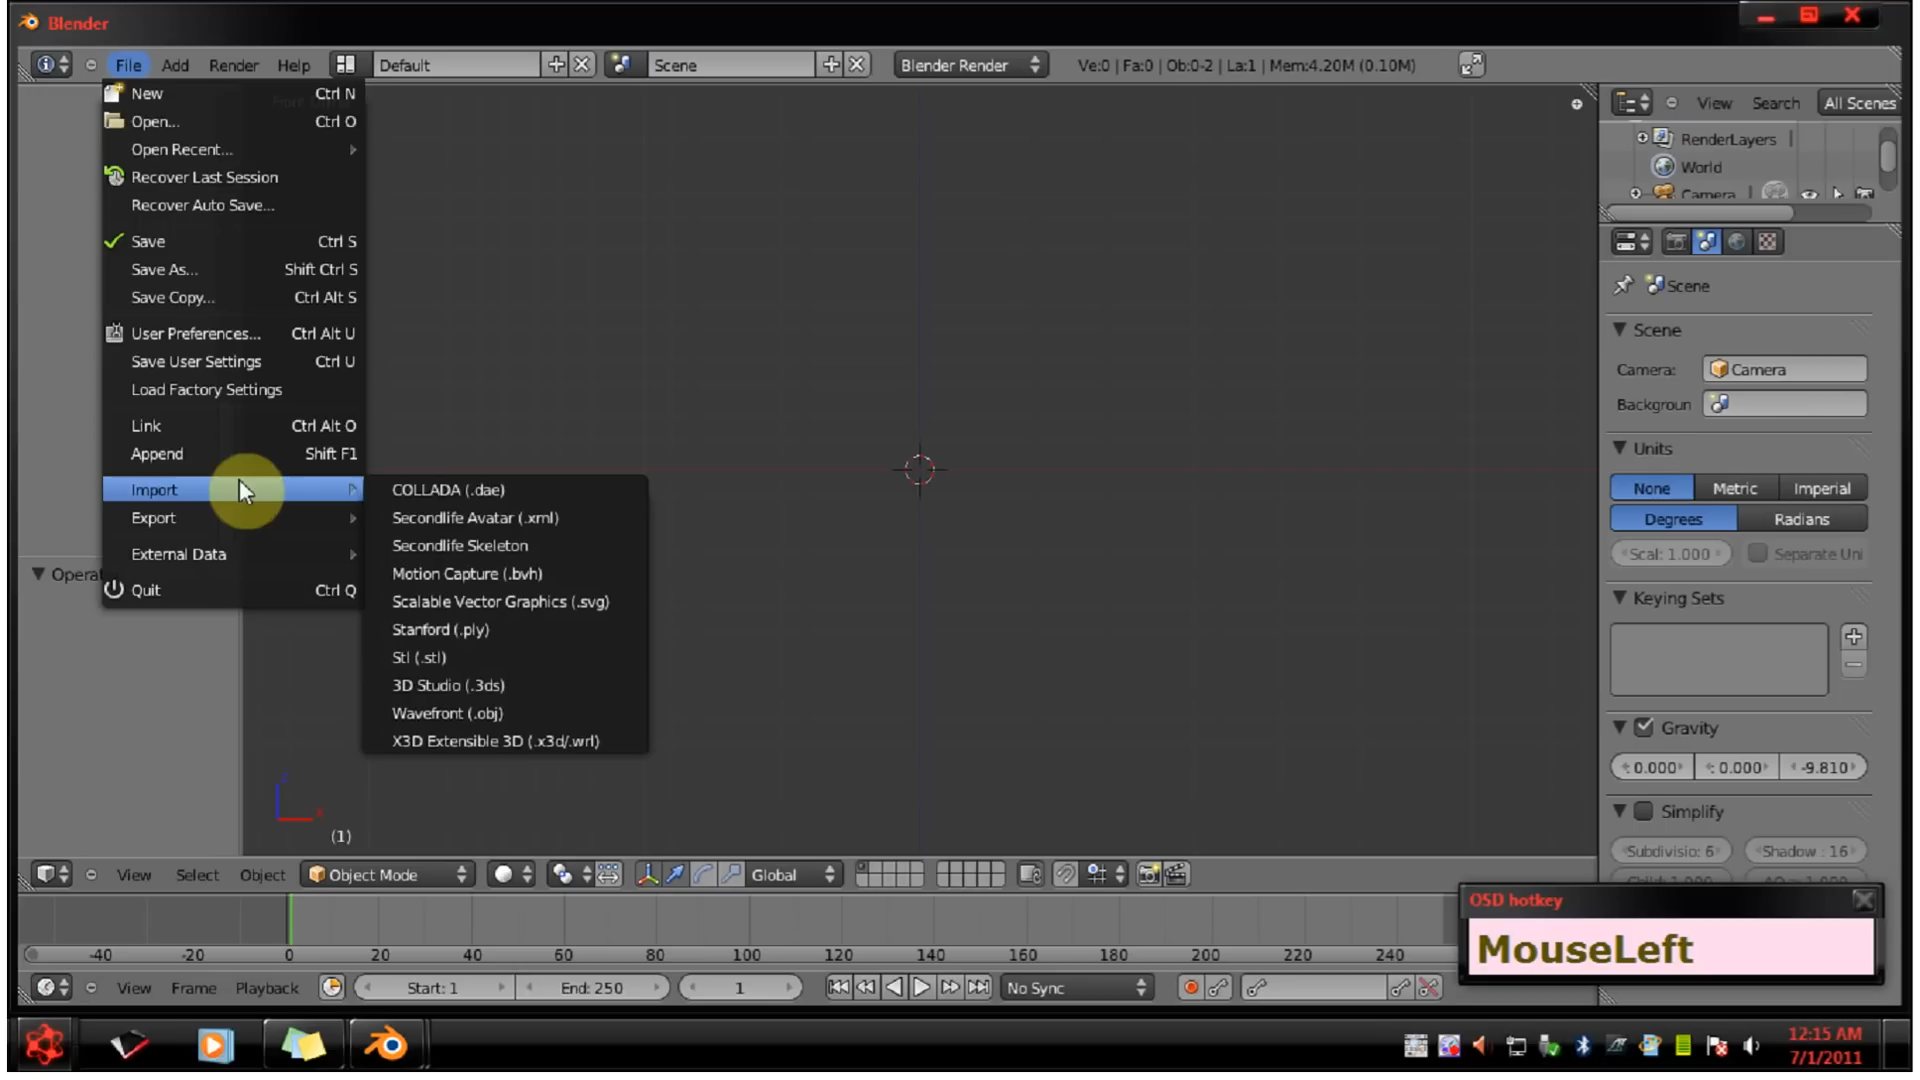 Blender
File Add Render Help Default Scene Blender Render Ve:0 | Fa:0 | Ob:0-2 | La:1 | Mem:4.20M (0.10M)
New Ctrl N
Open... Ctrl O
Open Recent...
Recover Last Session
Recover Auto Save...
Save Ctrl S
Save As... Shift Ctrl S
Save Copy... Ctrl Alt S
User Preferences... Ctrl Alt U
Save User Settings Ctrl U
Load Factory Settings
Link Ctrl Alt O
Append Shift F1
Import
Export
External Data
Quit Ctrl Q
Opera
COLLADA (.dae)
Secondlife Avatar (.xml)
Secondlife Skeleton
Motion Capture (.bvh)
Scalable Vector Graphics (.svg)
Stanford (.ply)
Stl (.stl)
3D Studio (.3ds)
Wavefront (.obj)
X3D Extensible 3D (.x3d/.wrl)
z
x
(1)
View Search All Scenes
RenderLayers
World
Camera
Scene
Scene
Camera: Camera
Backgroun
Units
None Metric Imperial
Degrees Radians
Scal: 1.000 Separate Uni
Keying Sets
Gravity
: 0.000 : 0.000 -9.810
Simplify
Subdivisio: 6 Shadow : 16
View Select Object Object Mode Global
-40 -20 0 20 40 60 80 100 120 140 160 180 200 220 240
View Frame Playback Start: 1 End: 250 1 No Sync
OSD hotkey
MouseLeft
12:15 AM
7/1/2011